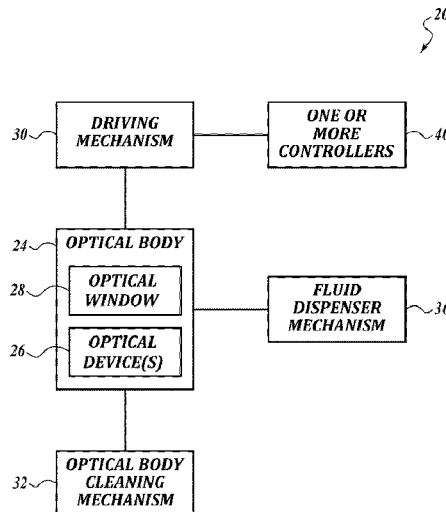 20
30
DRIVING
MECHANISM
ONE OR
MORE
CONTROLLERS
40
24
OPTICAL BODY
28
OPTICAL
WINDOW
26
OPTICAL
DEVICE(S)
FLUID
DISPENSER
MECHANISM
36
32
OPTICAL BODY
CLEANING
MECHANISM